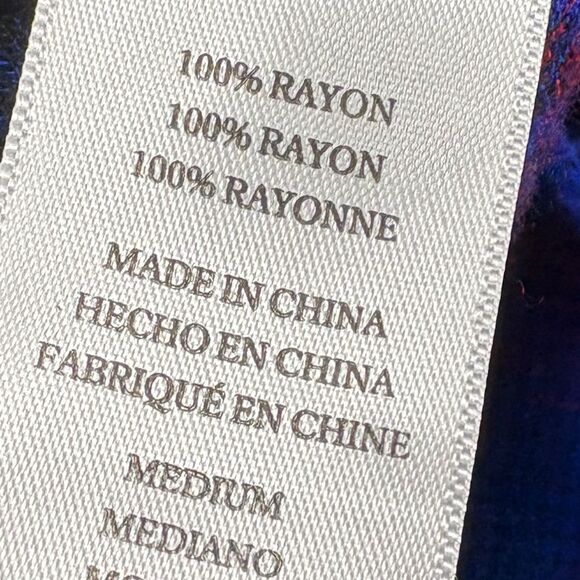 100% RAYON
100% RAYON
100% RAYONNE
MADE IN CHINA
HECHO EN CHINA
FABRIQUÉ EN CHINE
MEDIUM
MEDIANO